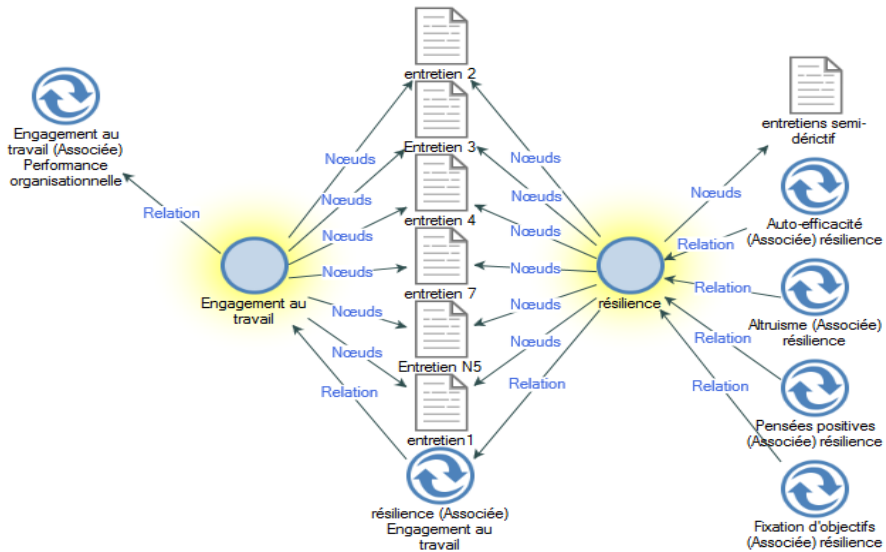 entretien 2
Engagement au
travail (Associée)
Performance
organisationnelle
entretiens semi-
dérictif
Entretien 3
Nœuds
Nœuds
Nœuds
Nœuds
Nœuds
Relation
entretien 4
Nœuds
Nœuds
Auto-efficacité
(Associée) résilience
Relation
Engagement au
travail
Nœuds
entretien 7
Nœuds
résilience
Relation
Nœuds
Nœuds
Altruisme (Associée)
résilience
Relation
Nœuds
Entretien N5
Nœuds
Relation
Relation
Relation
entretien1
Pensées positives
(Associée) résilience
résilience (Associée)
Engagement au
travail
Fixation d'objectifs
(Associée) résilience